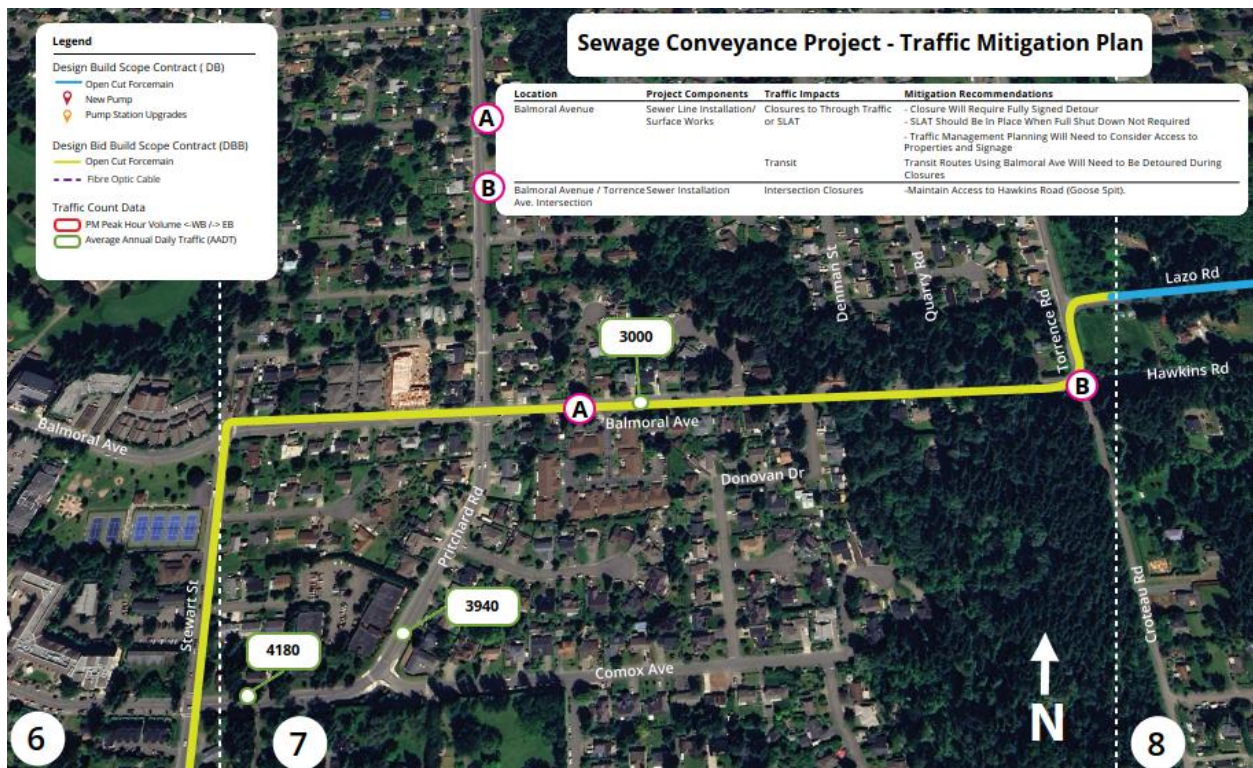 Legend
Design Build Scope Contract ( DB)
Open Cut Forcemain
New Pump
Pump Station Upgrades
Design Bid Build Scope Contract (DBB)
Open Cut Forcemain
Fibre Optic Cable
Traffic Count Data
PM Peak Hour Volume <-WB /-> EB
Average Annual Daily Traffic (AADT)
Sewage Conveyance Project - Traffic Mitigation Plan
Location Project Components Traffic Impacts Mitigation Recommendations
A
Balmoral Avenue Sewer Line Installation/ Closures to Through Traffic - Closure Will Require Fully Signed Detour
Surface Works or SLAT - SLAT Should Be In Place When Full Shut Down Not Required
- Traffic Management Planning Will Need to Consider Access to
Properties and Signage
Transit Transit Routes Using Balmoral Ave Will Need to Be Detoured During
Closures
B
Balmoral Avenue / Torrence Sewer Installation Intersection Closures -Maintain Access to Hawkins Road (Goose Spit).
Ave. Intersection
Denman St
Quarry Rd
Torrence Rd
Lazo Rd
Hawkins Rd
3000
A
B
Balmoral Ave
Balmoral Ave
Donovan Dr
Pritchard Rd
Stewart St
3940
4180
Comox Ave
Croteau Rd
N
6
7
8